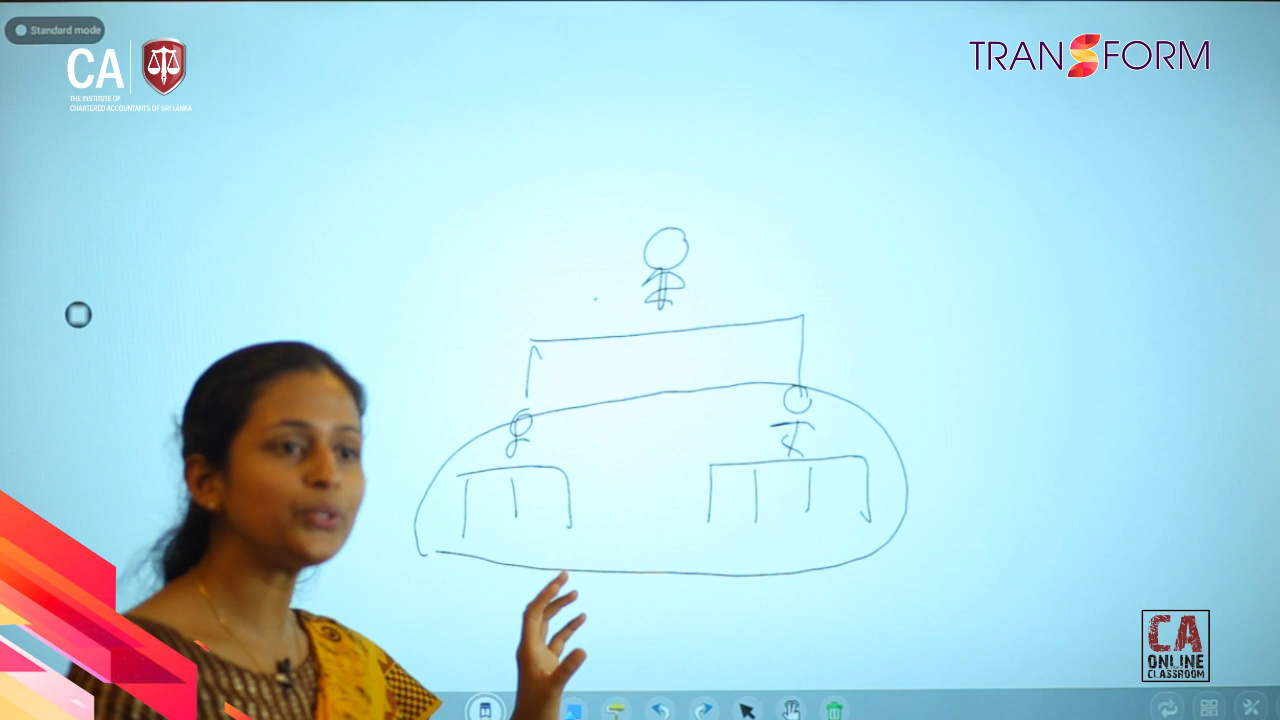 Standard mode
CA
THE INSTITUTE OF
CHARTERED ACCOUNTANTS OF SRI LANKA
TRANSFORM
CA
ONLINE
CLASSROOM